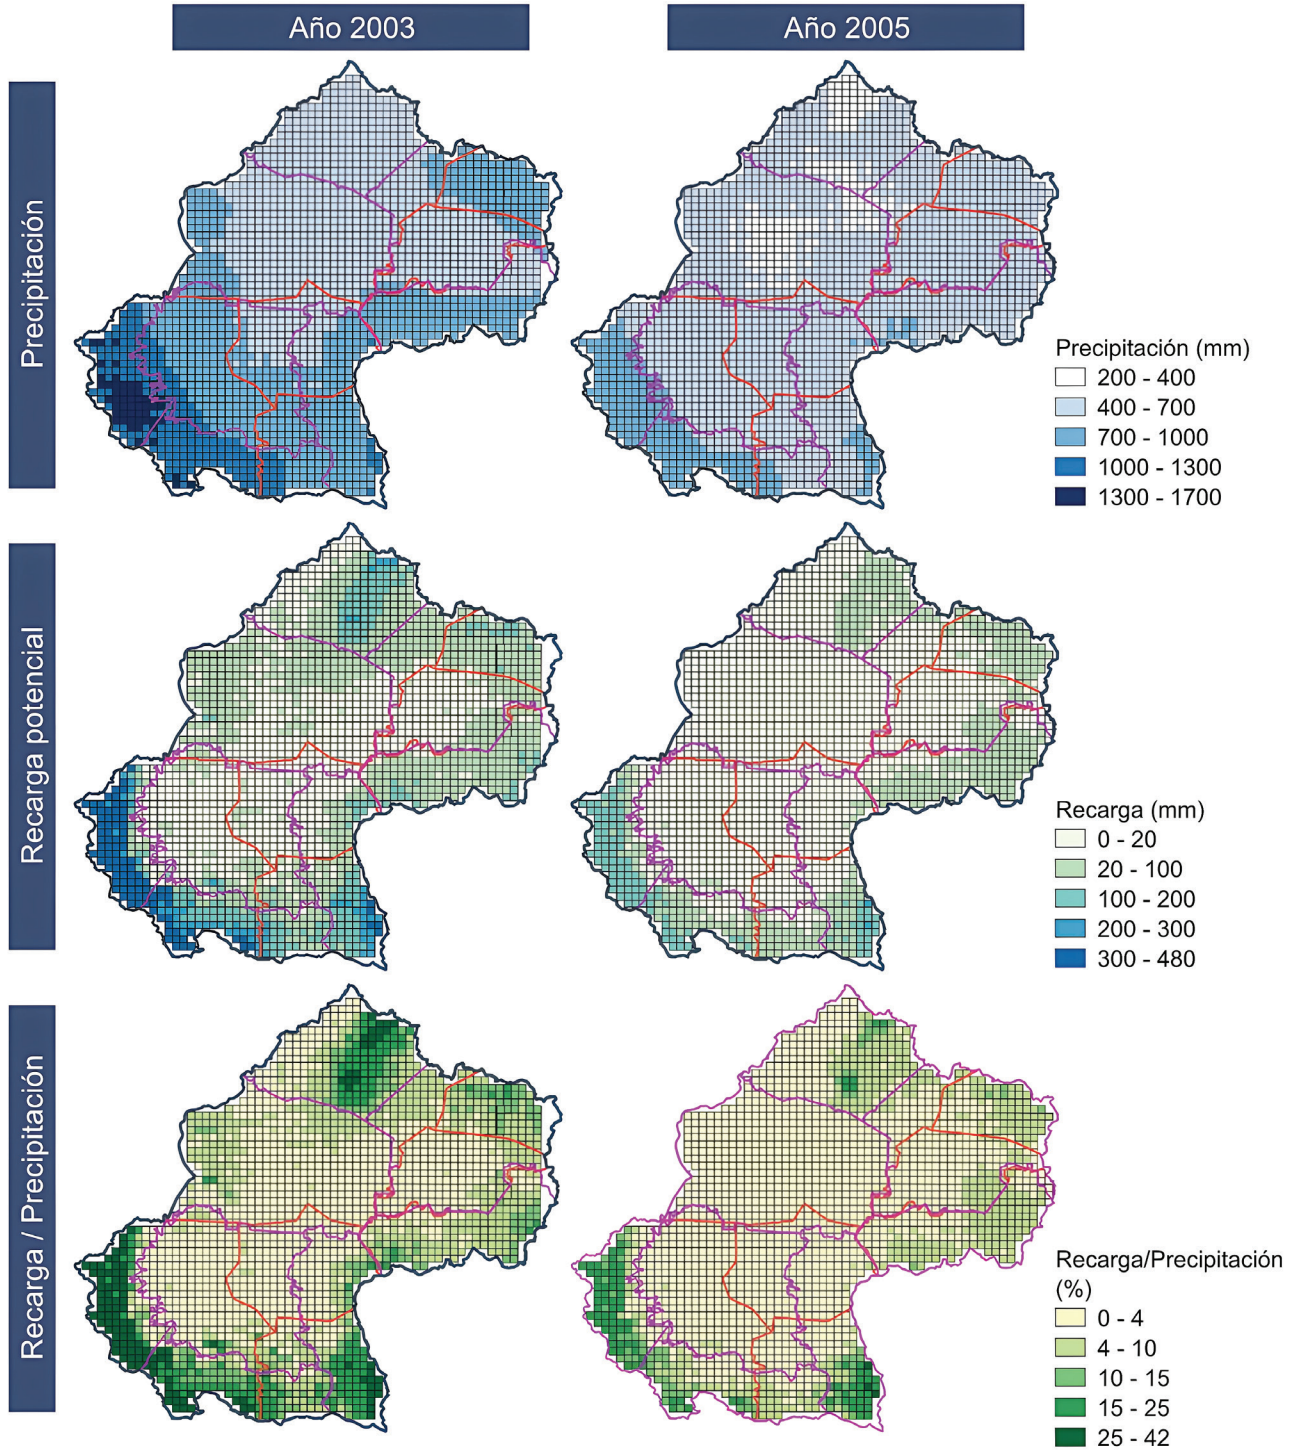 Año 2003
Año 2005
Precipitación
Precipitación (mm)
200 - 400
400 - 700
700 - 1000
1000 - 1300
1300 - 1700
Recarga potencial
Recarga (mm)
0 - 20
20 - 100
100 - 200
200 - 300
300 - 480
Recarga / Precipitación
Recarga/Precipitación
(%)
0 - 4
4 - 10
10 - 15
15 - 25
25 - 42